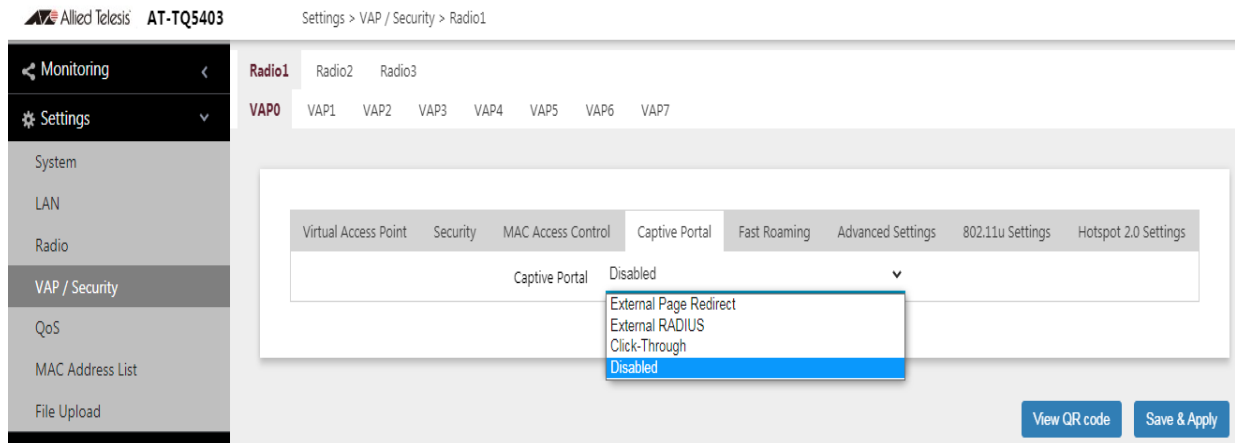 Allied Telesis AT-TQ5403
Settings > VAP / Security > Radio1
Monitoring
Settings
System
LAN
Radio
VAP / Security
QoS
MAC Address List
File Upload
Radio1 Radio2 Radio3
VAP0 VAP1 VAP2 VAP3 VAP4 VAP5 VAP6 VAP7
Virtual Access Point Security MAC Access Control Captive Portal Fast Roaming Advanced Settings 802.11u Settings Hotspot 2.0 Settings
Captive Portal Disabled
External Page Redirect
External RADIUS
Click-Through
Disabled
View QR code Save & Apply